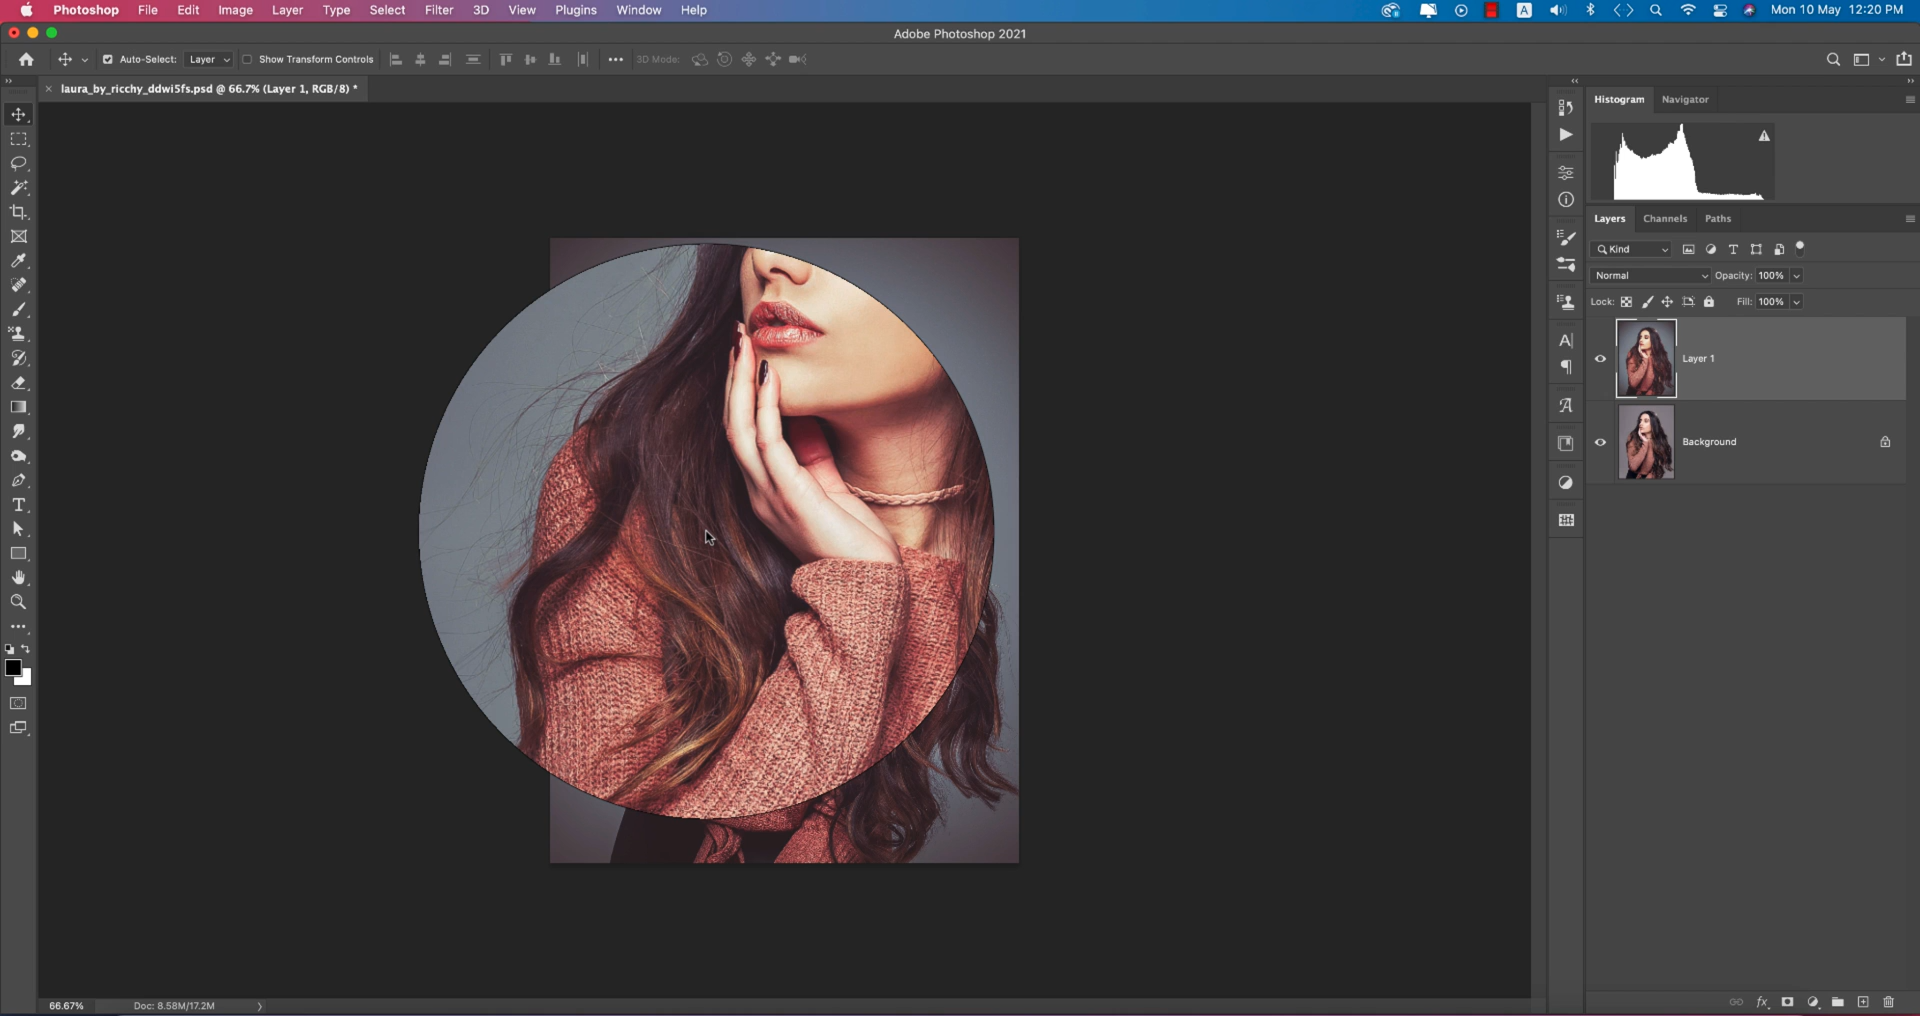 Photoshop File Edit Image Layer Type Select Filter 3D View Plugins Window Help A Mon 10 May 12:20 PM
Adobe Photoshop 2021
Auto-Select: Layer Show Transform Controls 3D Mode:
laura_by_ricchy_ddwi5fs.psd @ 66.7% (Layer 1, RGB/8) *
Histogram Navigator
Layers Channels Paths
Kind
Normal Opacity: 100%
Lock: Fill: 100%
Layer 1
Background
66.67% Doc: 8.58M/17.2M